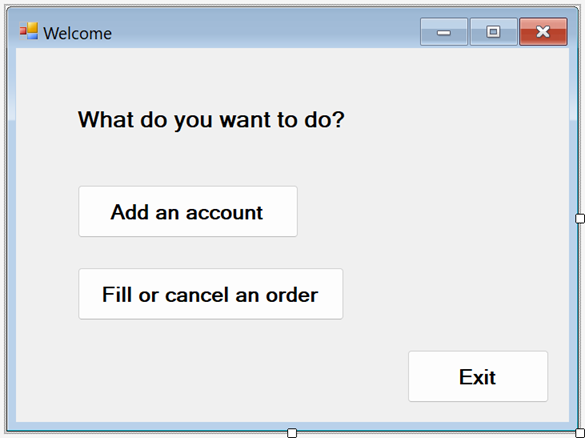 Welcome
What do you want to do?
Add an account
Fill or cancel an order
Exit